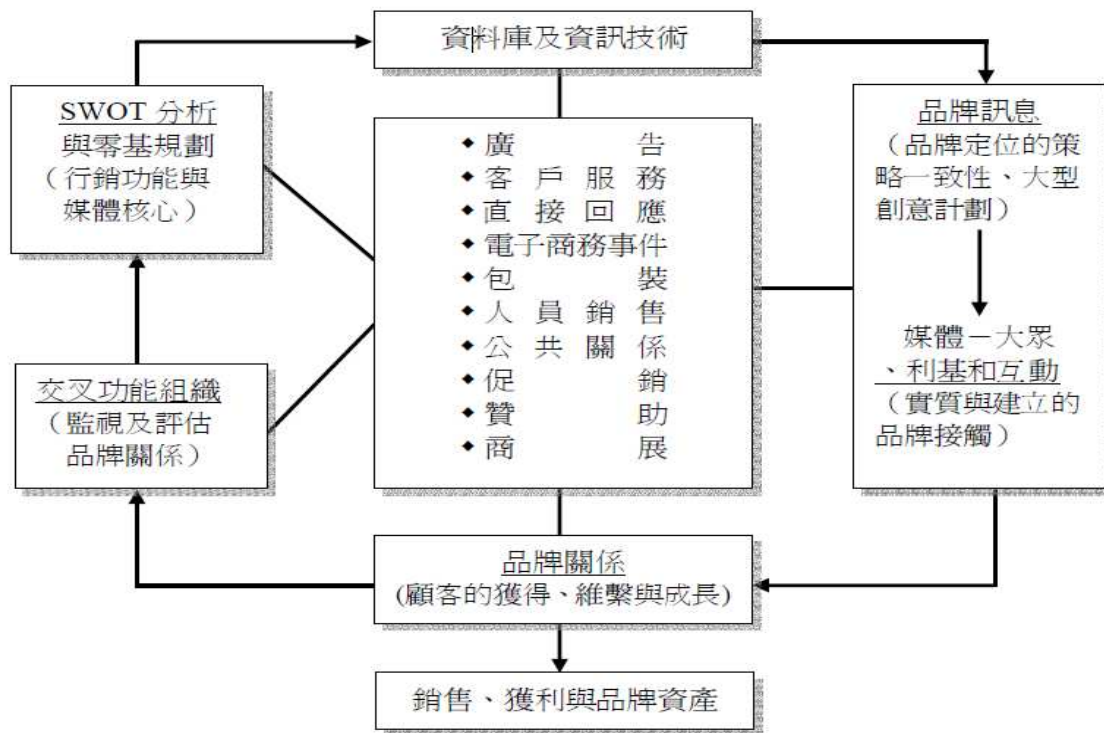 資料庫及資訊技術
SWOT 分析
與零基規劃
（行銷功能與
媒體核心）
◆廣告
◆客戶服務
◆直接回應
◆電子商務事件
◆包裝
◆人員銷售
◆公共關係
◆促銷
◆贊助
◆商展
品牌訊息
（品牌定位的策
略一致性、大型
創意計劃）
媒體－大眾
、利基和互動
（實質與建立的
品牌接觸）
交叉功能組織
（監視及評估
品牌關係）
品牌關係
(顧客的獲得、維繫與成長)
銷售、獲利與品牌資產